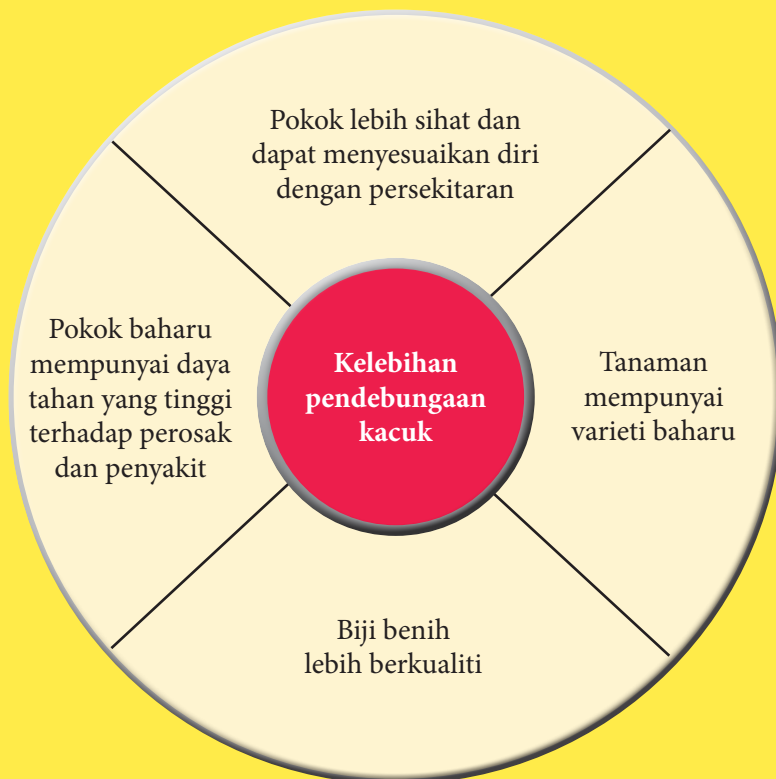 Pokok lebih sihat dan
dapat menyesuaikan diri
dengan persekitaran
Pokok baharu
mempunyai daya
tahan yang tinggi
terhadap perosak
dan penyakit
Kelebihan
pendebungaan
kacuk
Tanaman
mempunyai
varieti baharu
Biji benih
lebih berkualiti